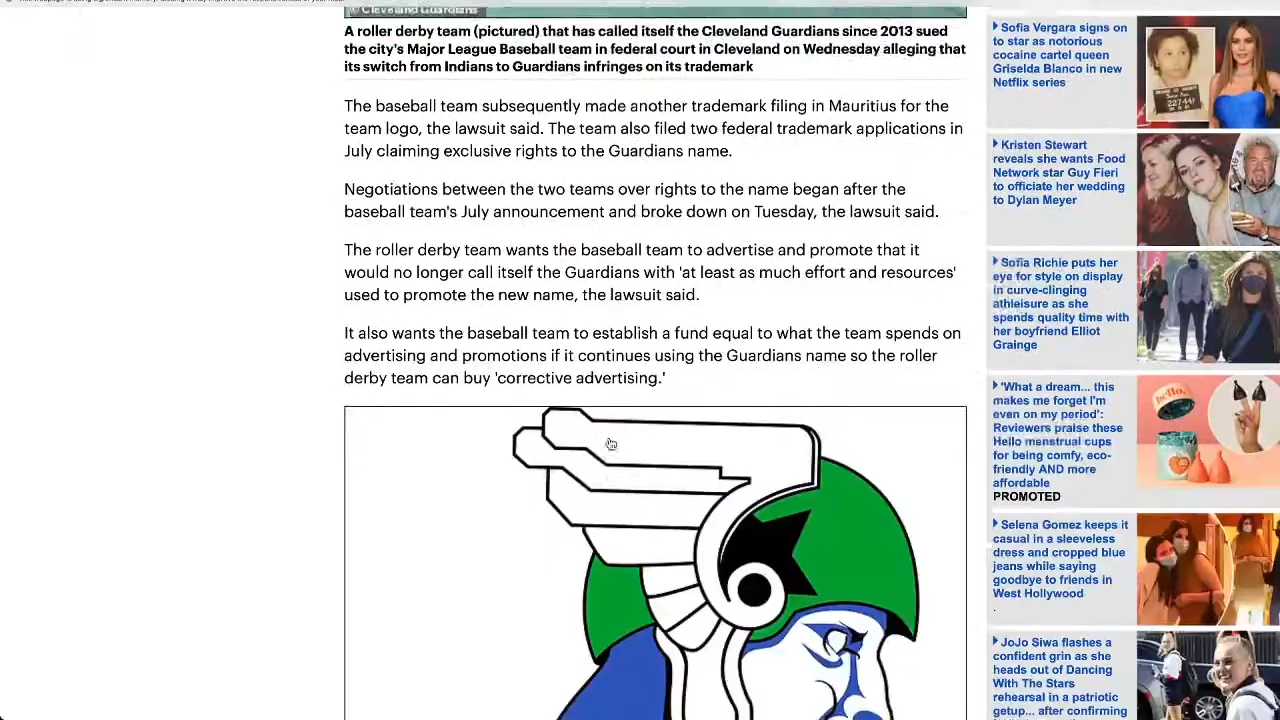 Cleveland Guardians
A roller derby team (pictured) that has called itself the Cleveland Guardians since 2013 sued
the city's Major League Baseball team in federal court in Cleveland on Wednesday alleging that
its switch from Indians to Guardians infringes on its trademark
The baseball team subsequently made another trademark filing in Mauritius for the
team logo, the lawsuit said. The team also filed two federal trademark applications in
July claiming exclusive rights to the Guardians name.
Negotiations between the two teams over rights to the name began after the
baseball team's July announcement and broke down on Tuesday, the lawsuit said.
The roller derby team wants the baseball team to advertise and promote that it
would no longer call itself the Guardians with 'at least as much effort and resources'
used to promote the new name, the lawsuit said.
It also wants the baseball team to establish a fund equal to what the team spends on
advertising and promotions if it continues using the Guardians name so the roller
derby team can buy 'corrective advertising.'
Sofia Vergara signs on
to star as notorious
cocaine cartel queen
Griselda Blanco in new
Netflix series
Kristen Stewart
reveals she wants Food
Network star Guy Fieri
to officiate her wedding
to Dylan Meyer
Sofia Richie puts her
eye for style on display
in curve-clinging
athleisure as she
spends quality time with
her boyfriend Elliot
Grainge
'What a dream... this
makes me forget I'm
even on my period':
Reviewers praise these
Hello menstrual cups
for being comfy, eco-
friendly AND more
affordable
PROMOTED
hello.
Selena Gomez keeps it
casual in a sleeveless
dress and cropped blue
jeans while saying
goodbye to friends in
West Hollywood
.
JoJo Siwa flashes a
confident grin as she
heads out of Dancing
With The Stars
rehearsal in a patriotic
getup... after confirming